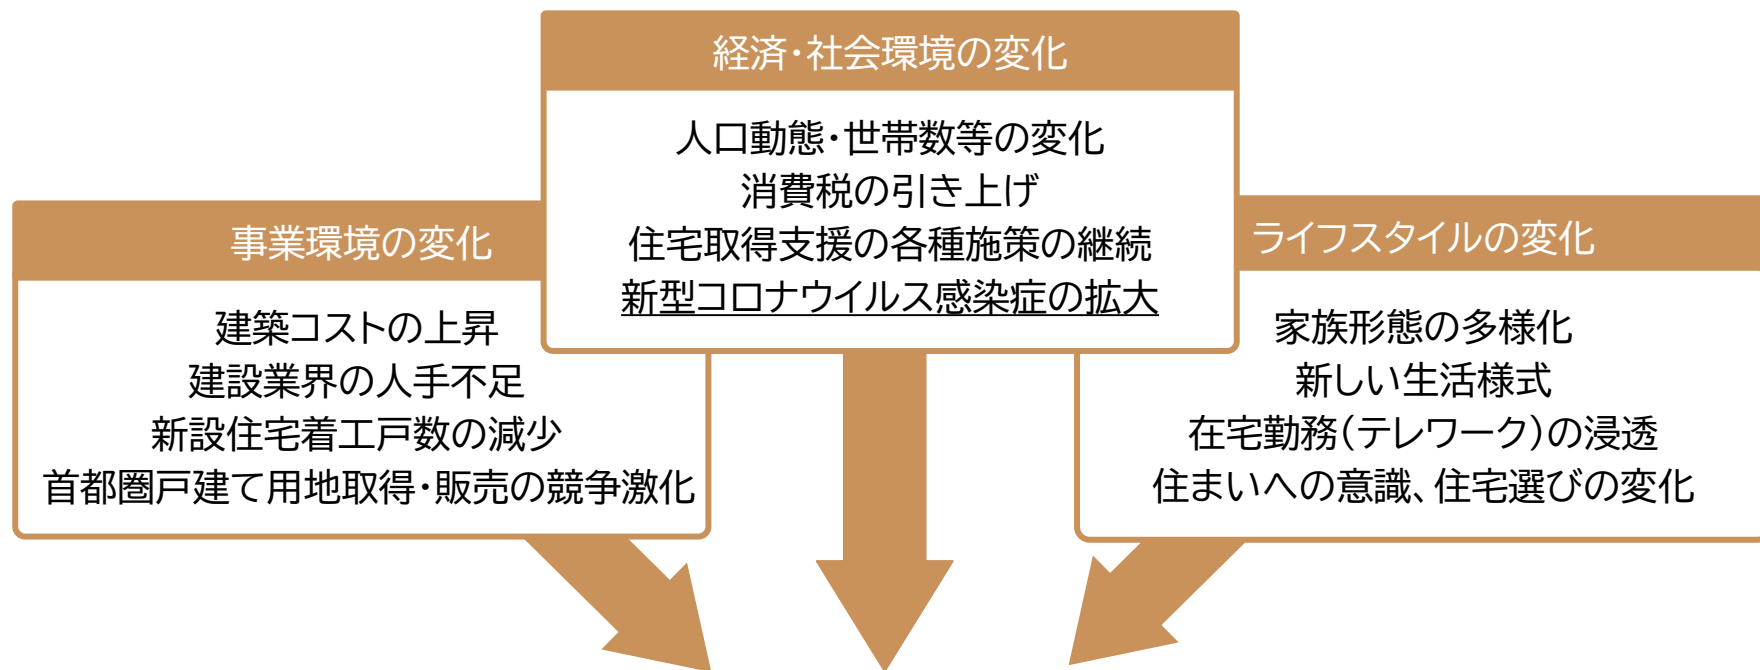 経済・社会環境の変化
人口動態・世帯数等の変化
消費税の引き上げ
住宅取得支援の各種施策の継続
新型コロナウイルス感染症の拡大
事業環境の変化
建築コストの上昇
建設業界の人手不足
新設住宅着工戸数の減少
首都圏戸建て用地取得・販売の競争激化
ライフスタイルの変化
家族形態の多様化
新しい生活様式
在宅勤務(テレワーク)の浸透
住まいへの意識、住宅選びの変化